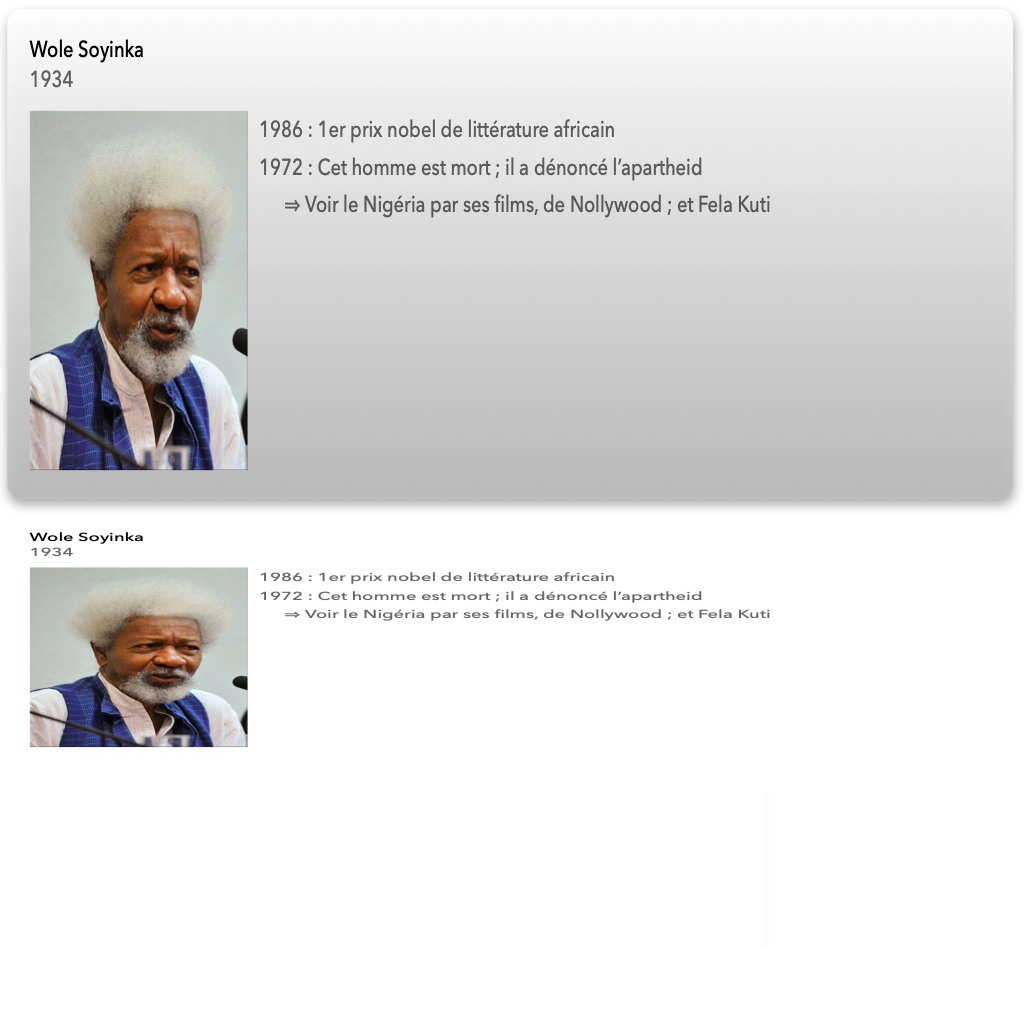 Wole Soyinka
1934
1986 : 1er prix nobel de littérature africain
1972 : Cet homme est mort ; il a dénoncé l’apartheid
⇒ Voir le Nigéria par ses films, de Nollywood ; et Fela Kuti
Wole Soyinka
1934
1986 : 1er prix nobel de littérature africain
1972 : Cet homme est mort ; il a dénoncé l’apartheid
⇒ Voir le Nigéria par ses films, de Nollywood ; et Fela Kuti